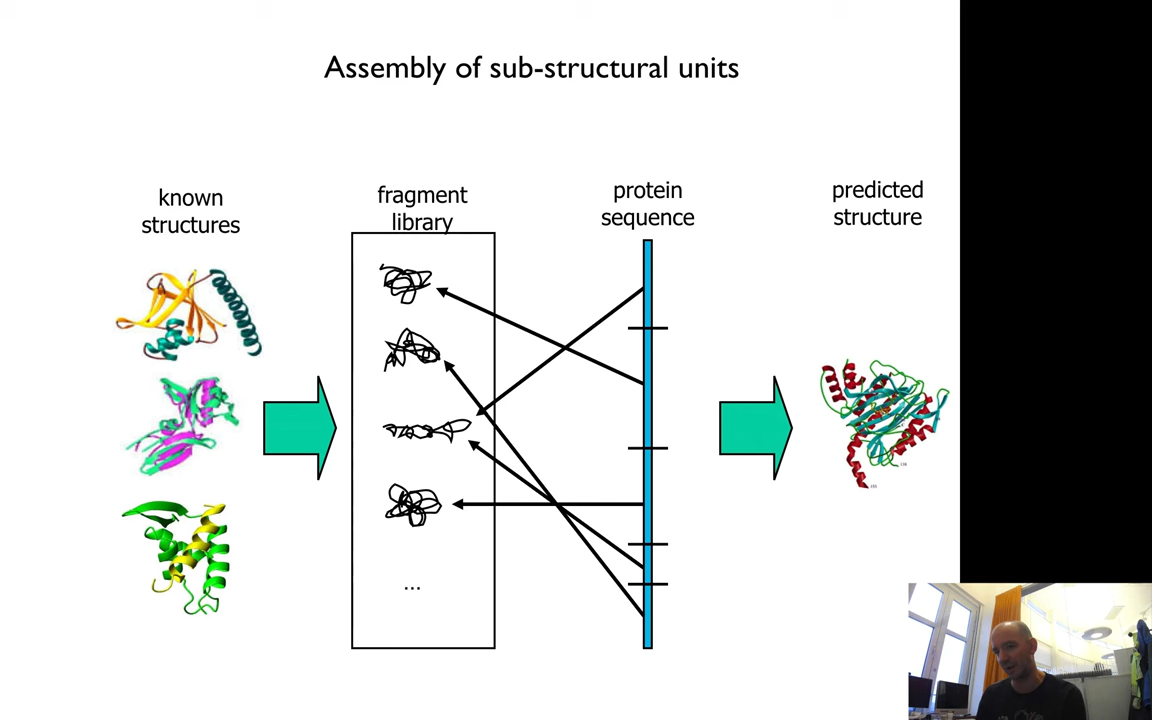 Assembly of sub-structural units
known
structures
fragment
library
protein
sequence
predicted
structure
...